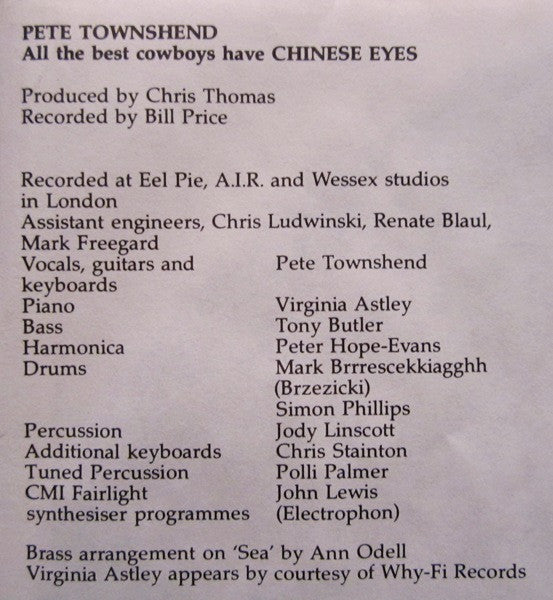 PETE TOWNSHEND
All the best cowboys have CHINESE EYES
Produced by Chris Thomas
Recorded by Bill Price
Recorded at Eel Pie, A.I.R. and Wessex studios
in London
Assistant engineers, Chris Ludwinski, Renate Blaul,
Mark Freegard
Vocals, guitars and Pete Townshend
keyboards
Piano Virginia Astley
Bass Tony Butler
Harmonica Peter Hope-Evans
Drums Mark Brrrescekkiagghh
(Brzezicki)
Simon Phillips
Percussion Jody Linscott
Additional keyboards Chris Stainton
Tuned Percussion Polli Palmer
CMI Fairlight John Lewis
synthesiser programmes (Electrophon)
Brass arrangement on 'Sea' by Ann Odell
Virginia Astley appears by courtesy of Why-Fi Records